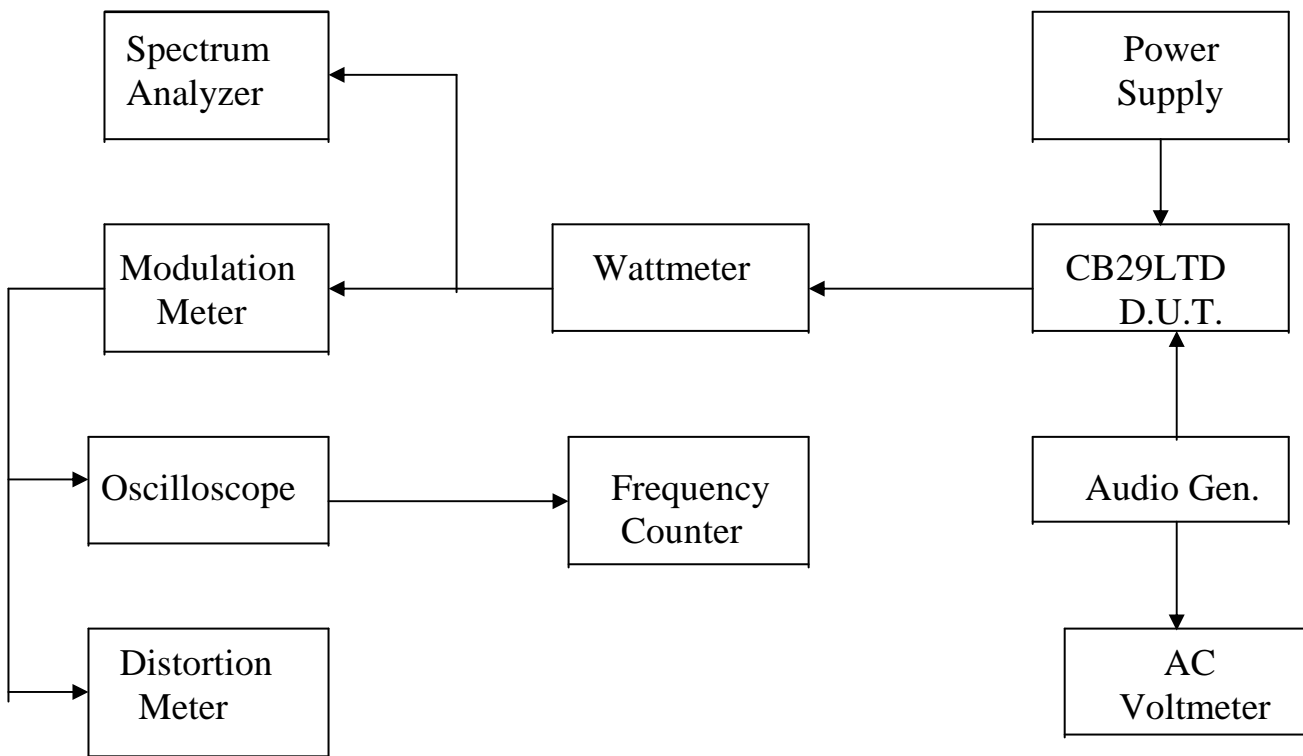 Spectrum
Analyzer
Power
Supply
Modulation
Meter
Wattmeter
CB29LTD
D.U.T.
Oscilloscope
Frequency
Counter
Audio Gen.
Distortion
Meter
AC
Voltmeter